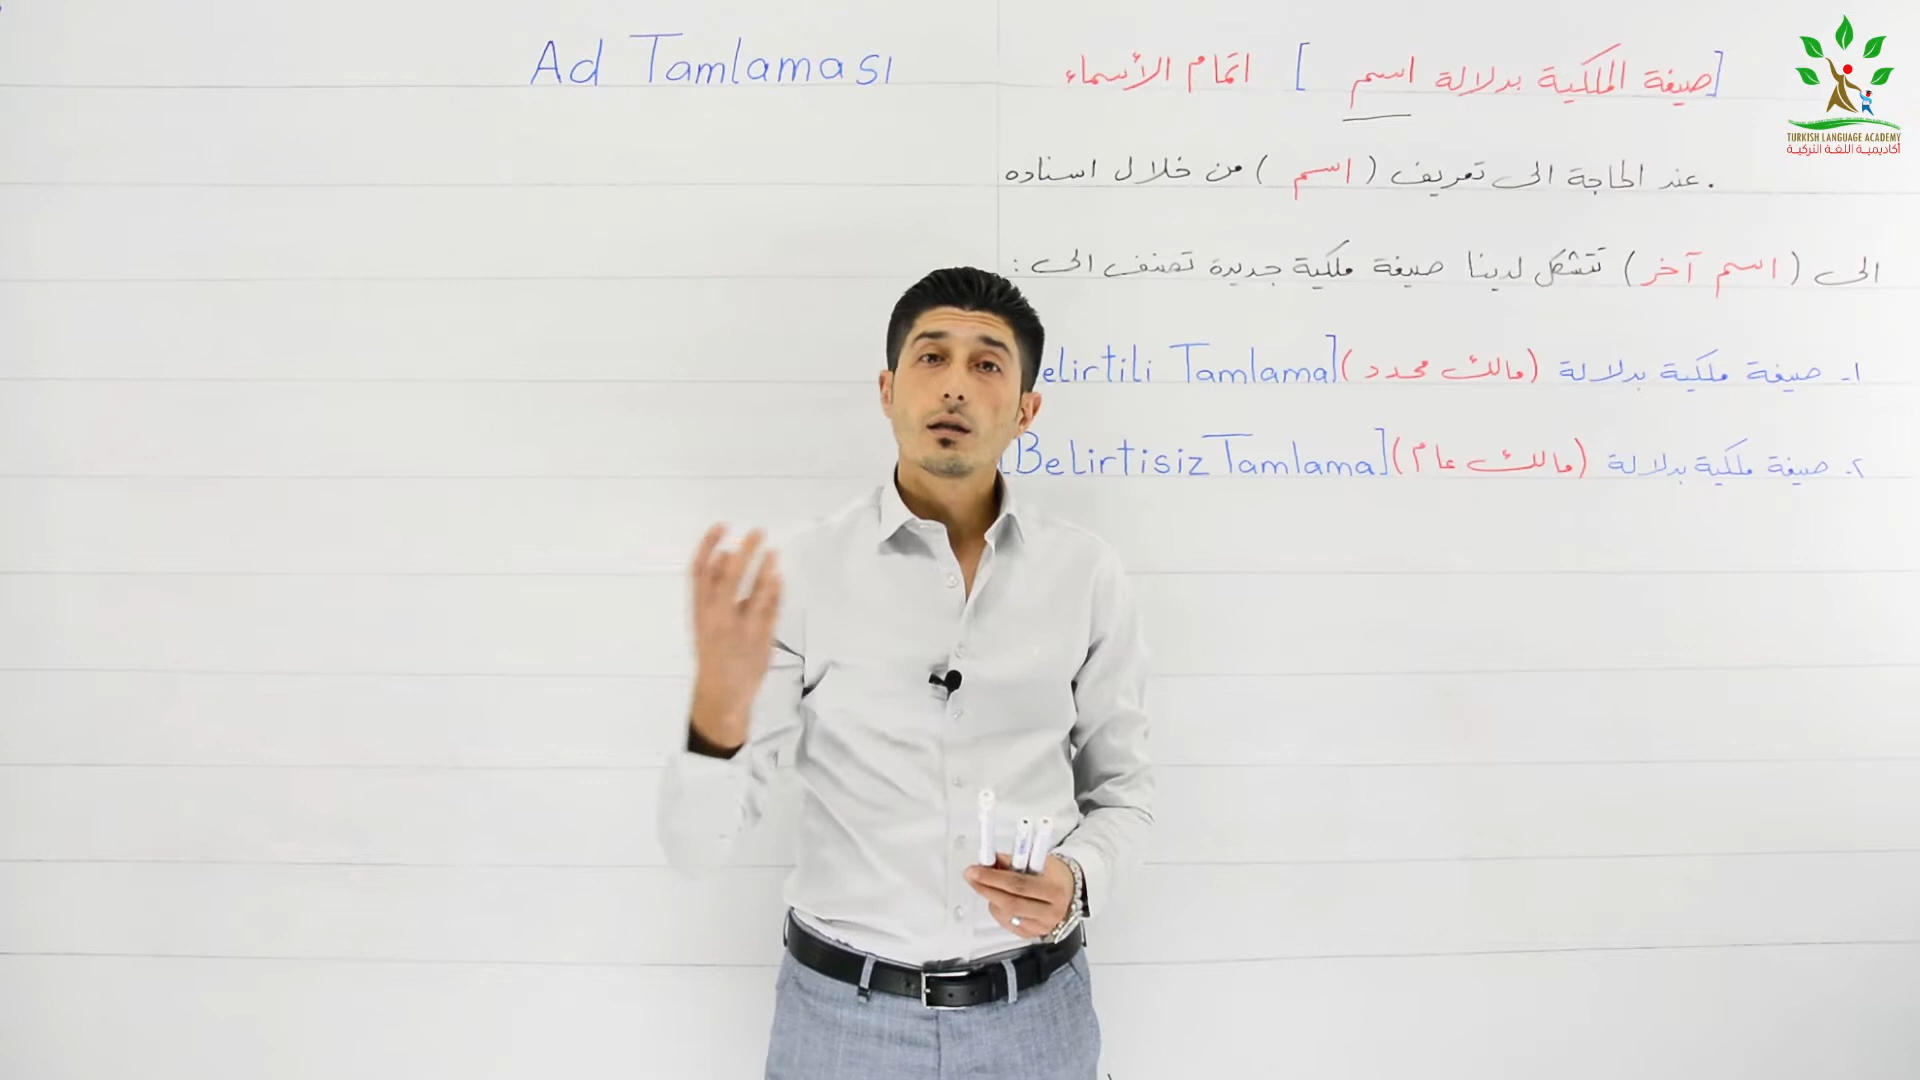 Ad Tamlaması
اتمام الأسماء [صيغة الملكية بدلالة اسم]
. عند الحاجة الى تعريف (اسم) من خلال اسناده
الى (اسم آخر) تتشكل لدينا صيغة ملكية جديدة تصنف الى :
١- صيغة ملكية بدلالة (مالك محدد) [elirtili Tamlama]
٢- صيغة ملكية بدلالة (مالك عام) [Belirtisiz Tamlama]
TURKISH LANGUAGE ACADEMY
أكاديمية اللغة التركية